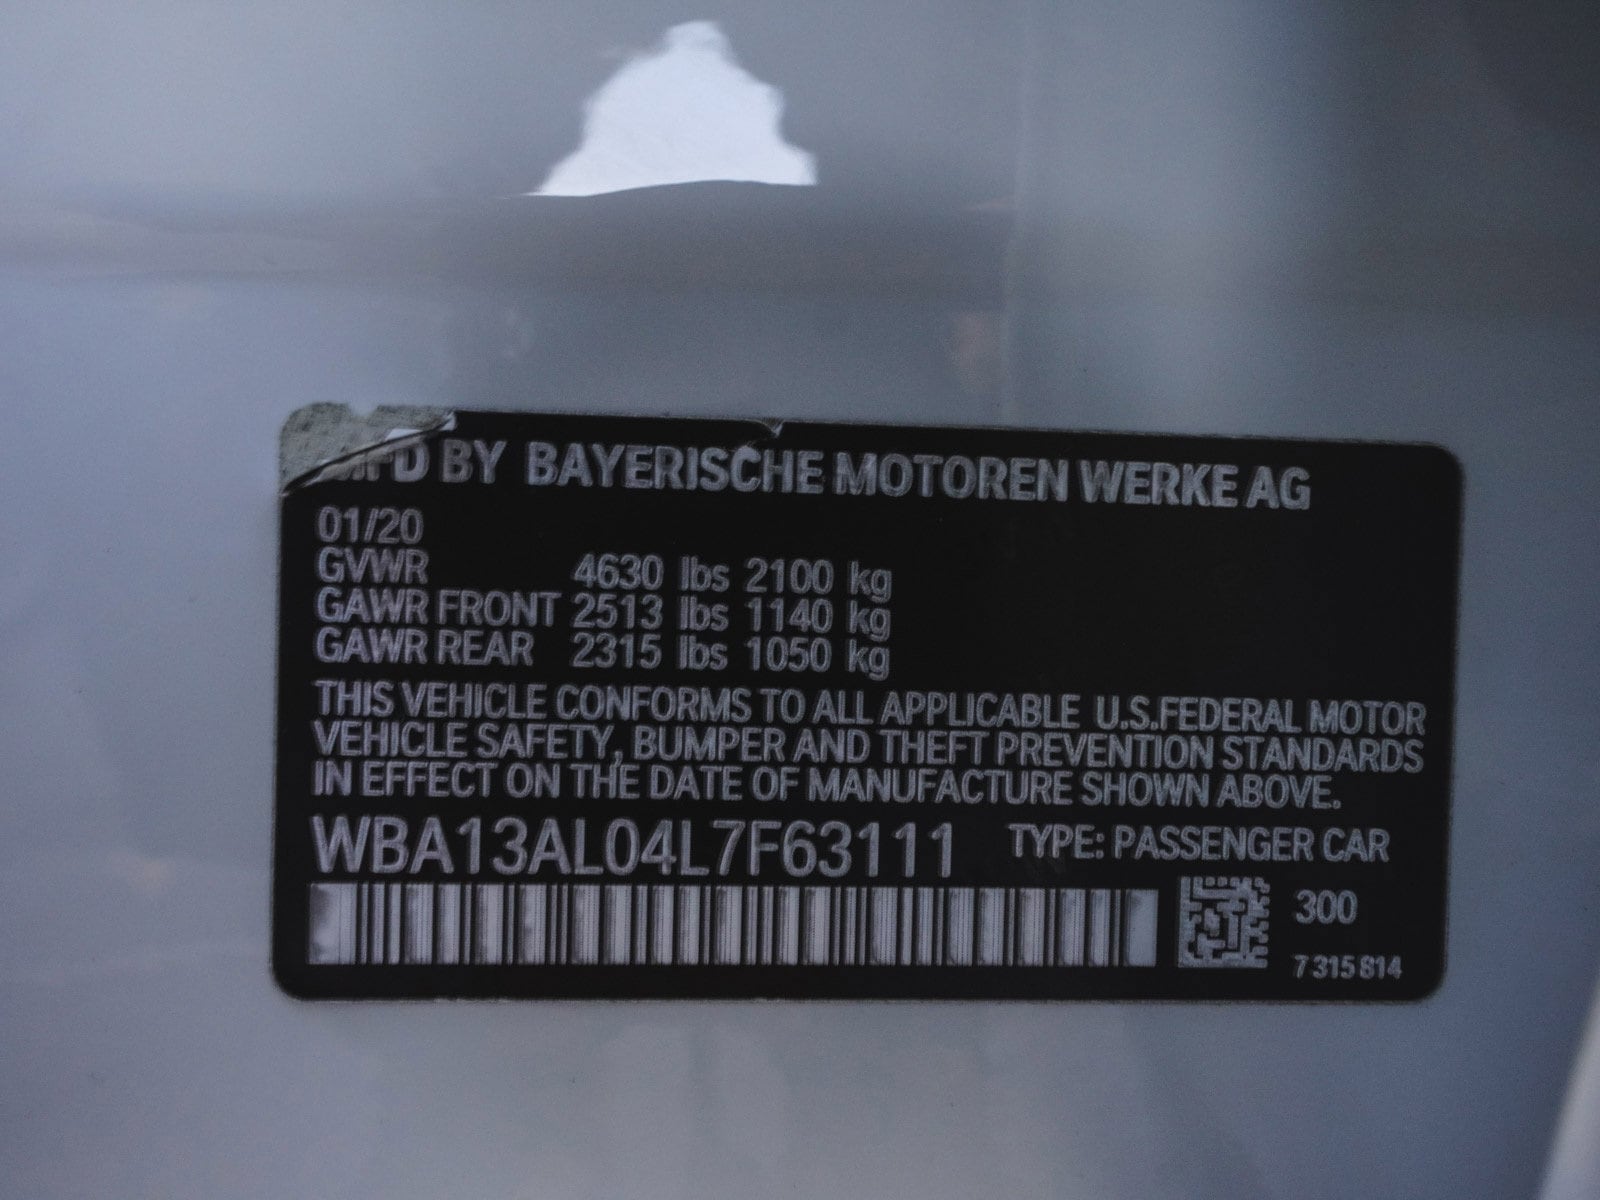 MFD BY BAYERISCHE MOTOREN WERKE AG
01/20
GVWR 4630 lbs 2100 kg
GAWR FRONT 2513 lbs 1140 kg
GAWR REAR 2315 lbs 1050 kg
THIS VEHICLE CONFORMS TO ALL APPLICABLE U.S.FEDERAL MOTOR
VEHICLE SAFETY, BUMPER AND THEFT PREVENTION STANDARDS
IN EFFECT ON THE DATE OF MANUFACTURE SHOWN ABOVE.
WBA13AL04L7F63111 TYPE: PASSENGER CAR
300
7 315 814